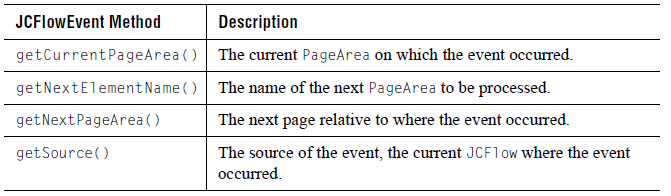 JCFlowEvent Method Description
getCurrentPageArea() The current PageArea on which the event occurred.
getNextElementName() The name of the next PageArea to be processed.
getNextPageArea() The next page relative to where the event occurred.
getSource() The source of the event, the current JCFlow where the event
occurred.